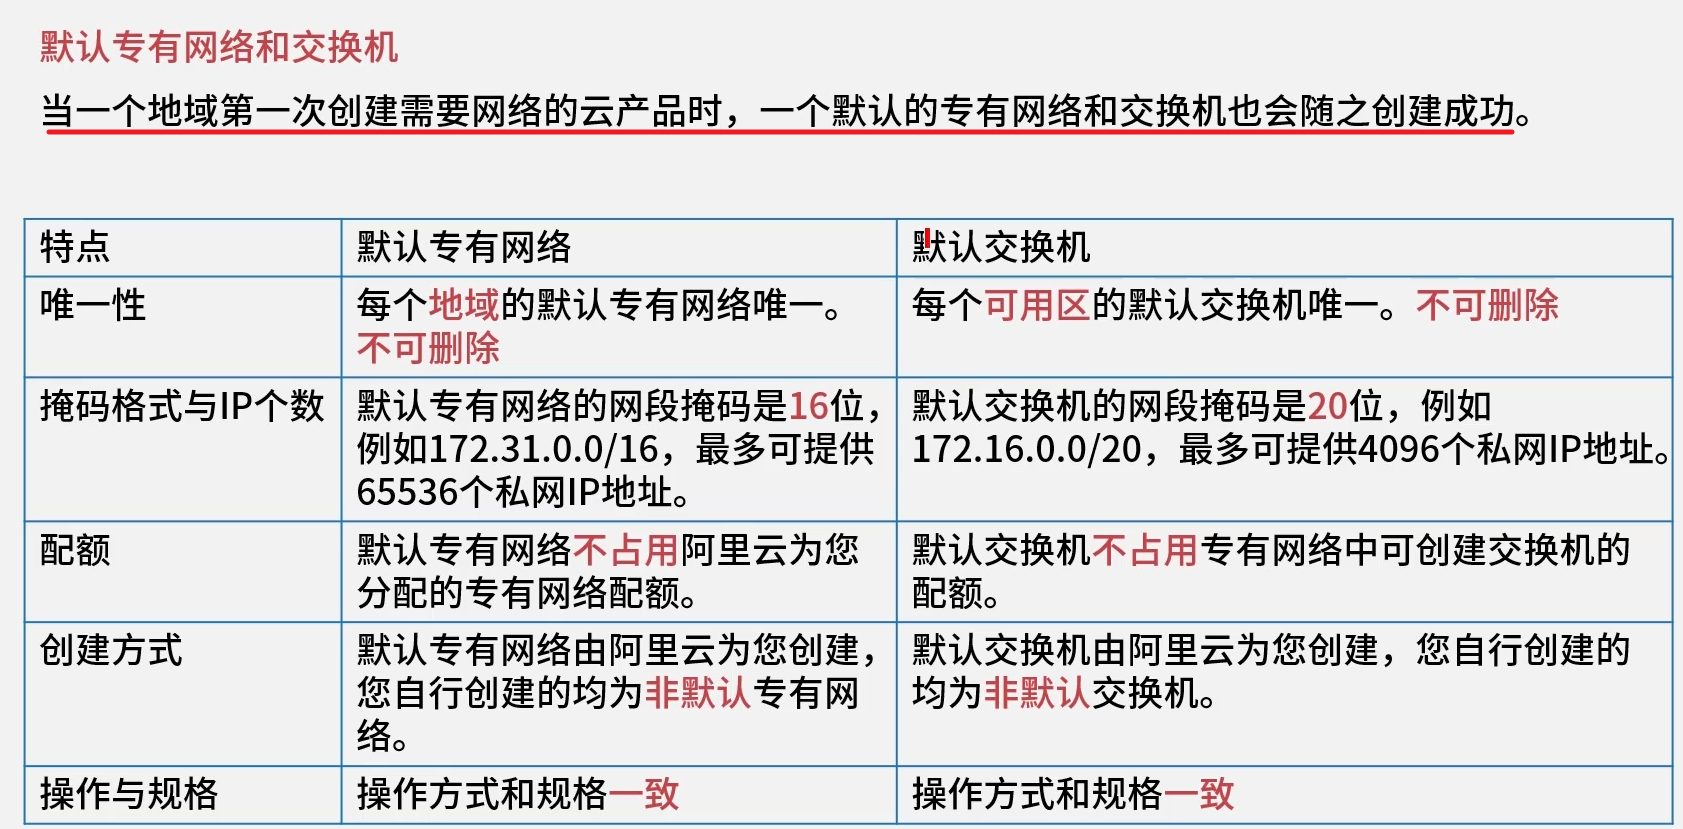 默认专有网络和交换机
当一个地域第一次创建需要网络的云产品时，一个默认的专有网络和交换机也会随之创建成功。
特点
默认专有网络
默认交换机
唯一性
每个地域的默认专有网络唯一。
不可删除
每个可用区的默认交换机唯一。不可删除
掩码格式与IP个数
默认专有网络的网段掩码是16位，
例如172.31.0.0/16，最多可提供
65536个私网IP地址。
默认交换机的网段掩码是20位，例如
172.16.0.0/20，最多可提供4096个私网IP地址。
配额
默认专有网络不占用阿里云为您
分配的专有网络配额。
默认交换机不占用专有网络中可创建交换机的
配额。
创建方式
默认专有网络由阿里云为您创建，
您自行创建的均为非默认专有网
络。
默认交换机由阿里云为您创建，您自行创建的
均为非默认交换机。
操作与规格
操作方式和规格一致
操作方式和规格一致